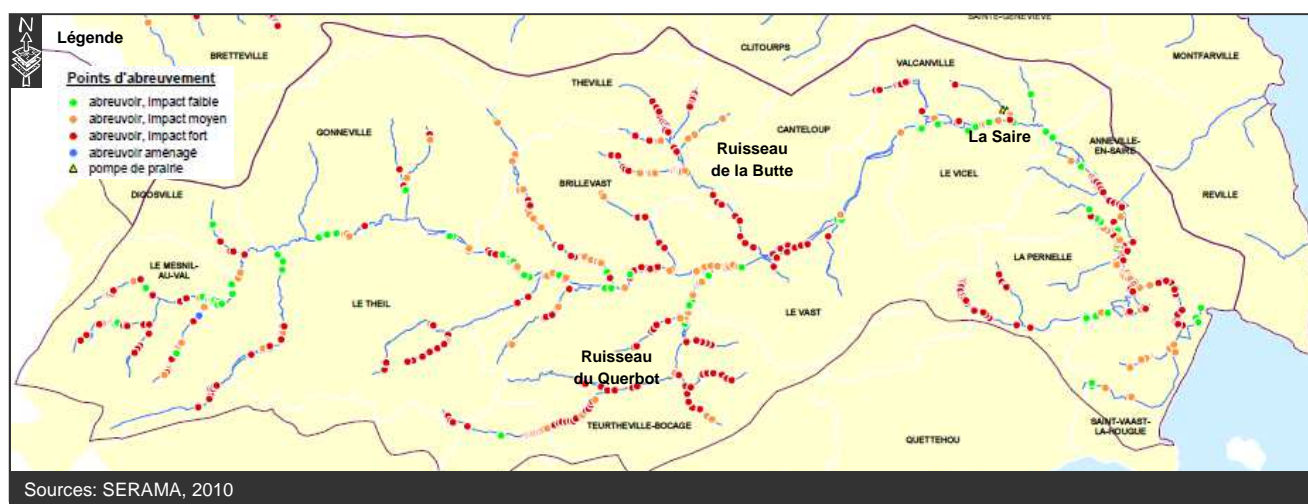 N
Légende
Points d'abreuvement
abreuvoir, impact faible
abreuvoir, impact moyen
abreuvoir, impact fort
abreuvoir aménagé
pompe de prairie
BRETTEVILLE
CLITOURPS
SAINTE-GENEVIEVE
MONTFARVILLE
THEVILLE
VALCANVILLE
GONNEVILLE
CANTELOUP
La Saire
ANNEVILLE-
EN-SAIRE
Ruisseau
de la Butte
DIGOSVILLE
BRILLEVAST
LE VICEL
REVILLE
LE MESNIL-
AU-VAL
LA PERNELLE
LE THEIL
LE VAST
Ruisseau
du Querbot
TEURTHEVILLE-BOCAGE
QUETTEHOU
SAINT-VAAST-
LA-HOUGUE
Sources: SERAMA, 2010